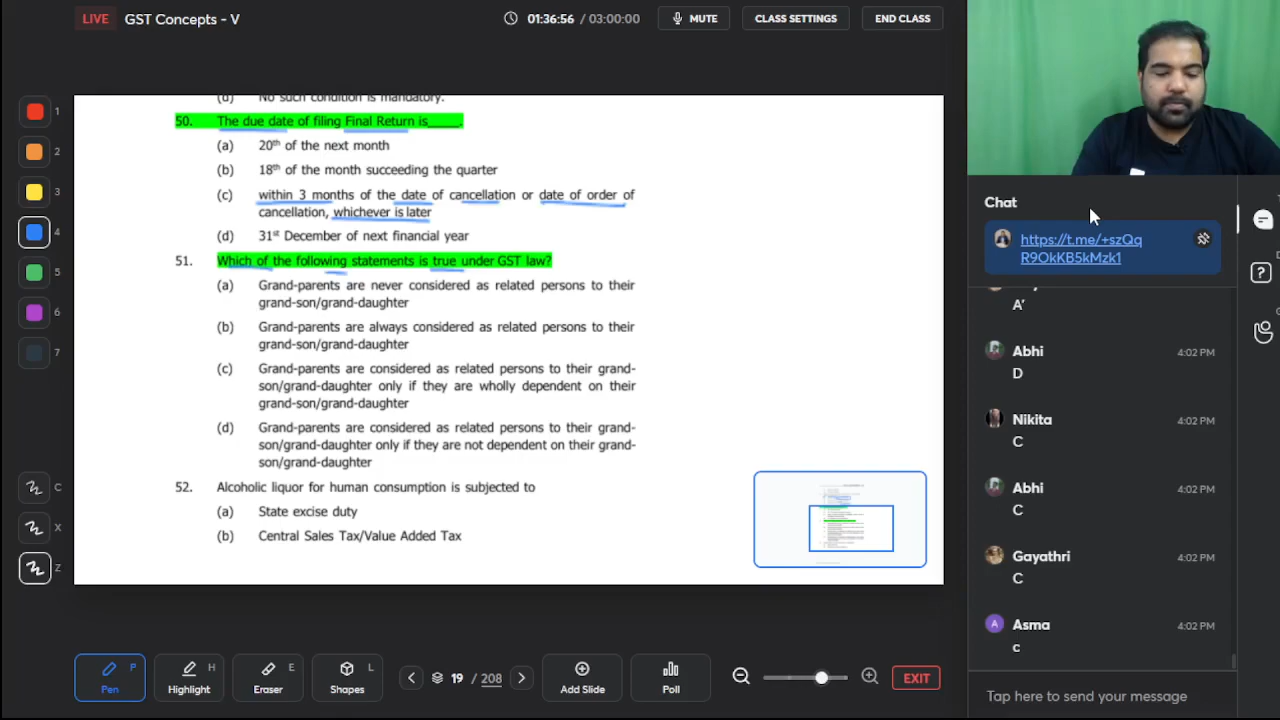 LIVE GST Concepts - V 01:36:56 / 03:00:00 MUTE CLASS SETTINGS END CLASS
(d) No such condition is mandatory.
50. The due date of filing Final Return is_____.
(a) 20th of the next month
(b) 18th of the month succeeding the quarter
(c) within 3 months of the date of cancellation or date of order of
cancellation, whichever is later
(d) 31st December of next financial year
51. Which of the following statements is true under GST law?
(a) Grand-parents are never considered as related persons to their
grand-son/grand-daughter
(b) Grand-parents are always considered as related persons to their
grand-son/grand-daughter
(c) Grand-parents are considered as related persons to their grand-
son/grand-daughter only if they are wholly dependent on their
grand-son/grand-daughter
(d) Grand-parents are considered as related persons to their grand-
son/grand-daughter only if they are not dependent on their grand-
son/grand-daughter
52. Alcoholic liquor for human consumption is subjected to
(a) State excise duty
(b) Central Sales Tax/Value Added Tax
1
2
3
4
5
6
7
C
X
Z
Pen P
Highlight H
Eraser E
Shapes L
19 / 208
Add Slide
Poll
EXIT
Chat
https://t.me/+szQq
R9OkKB5kMzk1
A'
Abhi 4:02 PM
D
Nikita 4:02 PM
C
Abhi 4:02 PM
C
Gayathri 4:02 PM
C
A Asma 4:02 PM
c
Tap here to send your message